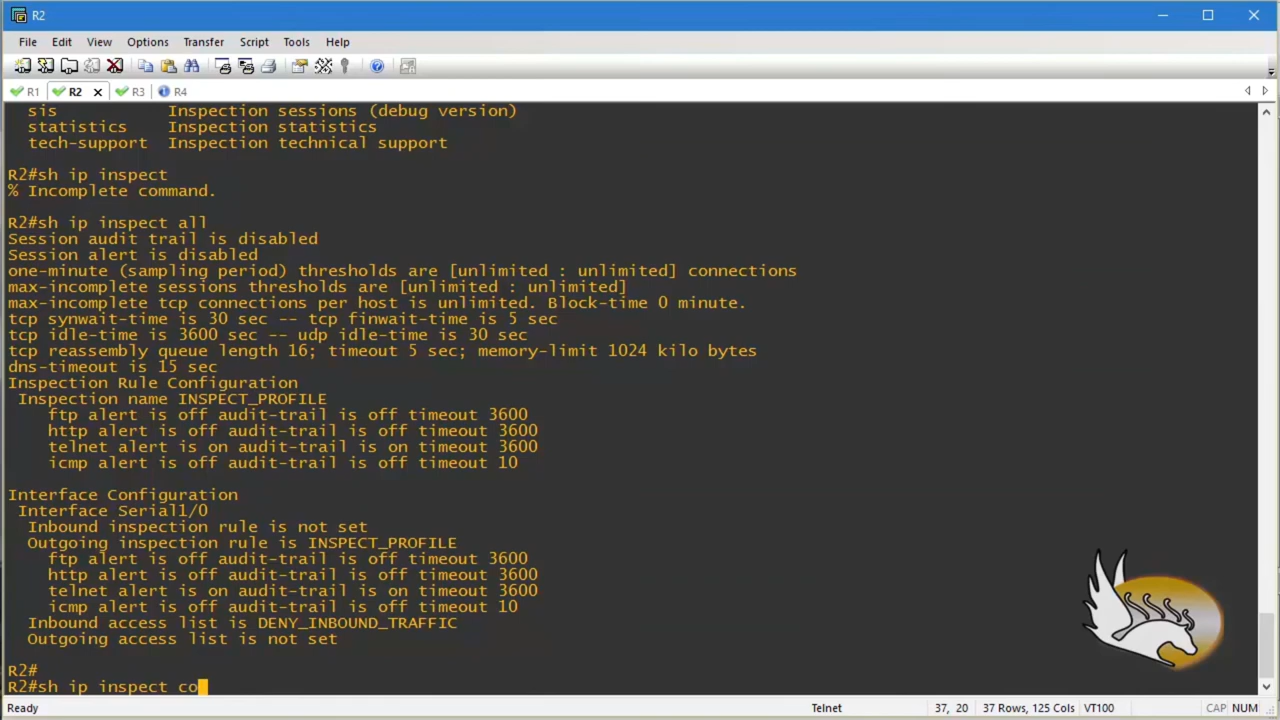 R2
File Edit View Options Transfer Script Tools Help
R1 R2 R3 R4
sis Inspection sessions (debug version)
statistics Inspection statistics
tech-support Inspection technical support
R2#sh ip inspect
% Incomplete command.
R2#sh ip inspect all
Session audit trail is disabled
Session alert is disabled
one-minute (sampling period) thresholds are [unlimited : unlimited] connections
max-incomplete sessions thresholds are [unlimited : unlimited]
max-incomplete tcp connections per host is unlimited. Block-time 0 minute.
tcp synwait-time is 30 sec -- tcp finwait-time is 5 sec
tcp idle-time is 3600 sec -- udp idle-time is 30 sec
tcp reassembly queue length 16; timeout 5 sec; memory-limit 1024 kilo bytes
dns-timeout is 15 sec
Inspection Rule Configuration
Inspection name INSPECT_PROFILE
ftp alert is off audit-trail is off timeout 3600
http alert is off audit-trail is off timeout 3600
telnet alert is on audit-trail is on timeout 3600
icmp alert is off audit-trail is off timeout 10
Interface Configuration
Interface Serial1/0
Inbound inspection rule is not set
Outgoing inspection rule is INSPECT_PROFILE
ftp alert is off audit-trail is off timeout 3600
http alert is off audit-trail is off timeout 3600
telnet alert is on audit-trail is on timeout 3600
icmp alert is off audit-trail is off timeout 10
Inbound access list is DENY_INBOUND_TRAFFIC
Outgoing access list is not set
R2#
R2#sh ip inspect co
Ready Telnet 37, 20 37 Rows, 125 Cols VT100 CAP NUM